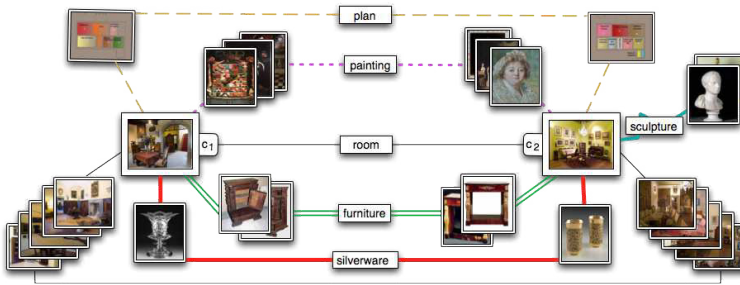 plan
painting
sculpture
c1
room
c2
furniture
silverware